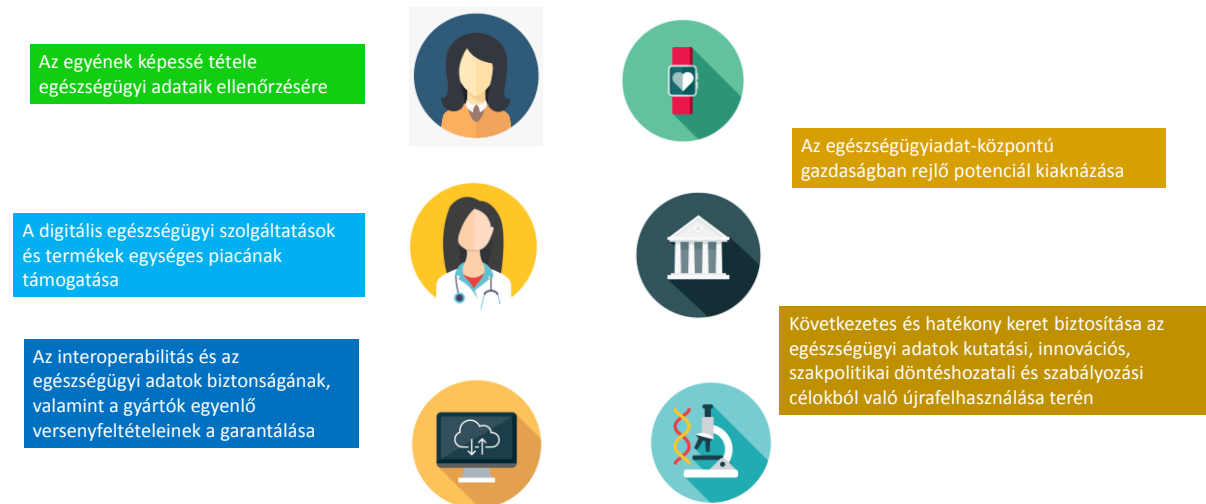 Az egyének képessé tétele
egészségügyi adataik ellenőrzésére
A digitális egészségügyi szolgáltatások
és termékek egységes piacának
támogatása
Az interoperabilitás és az
egészségügyi adatok biztonságának,
valamint a gyártók egyenlő
versenyfeltételeinek a garantálása
Az egészségügyiadat-központú
gazdaságban rejlő potenciál kiaknázása
Következetes és hatékony keret biztosítása az
egészségügyi adatok kutatási, innovációs,
szakpolitikai döntéshozatali és szabályozási
célokból való újrafelhasználása terén